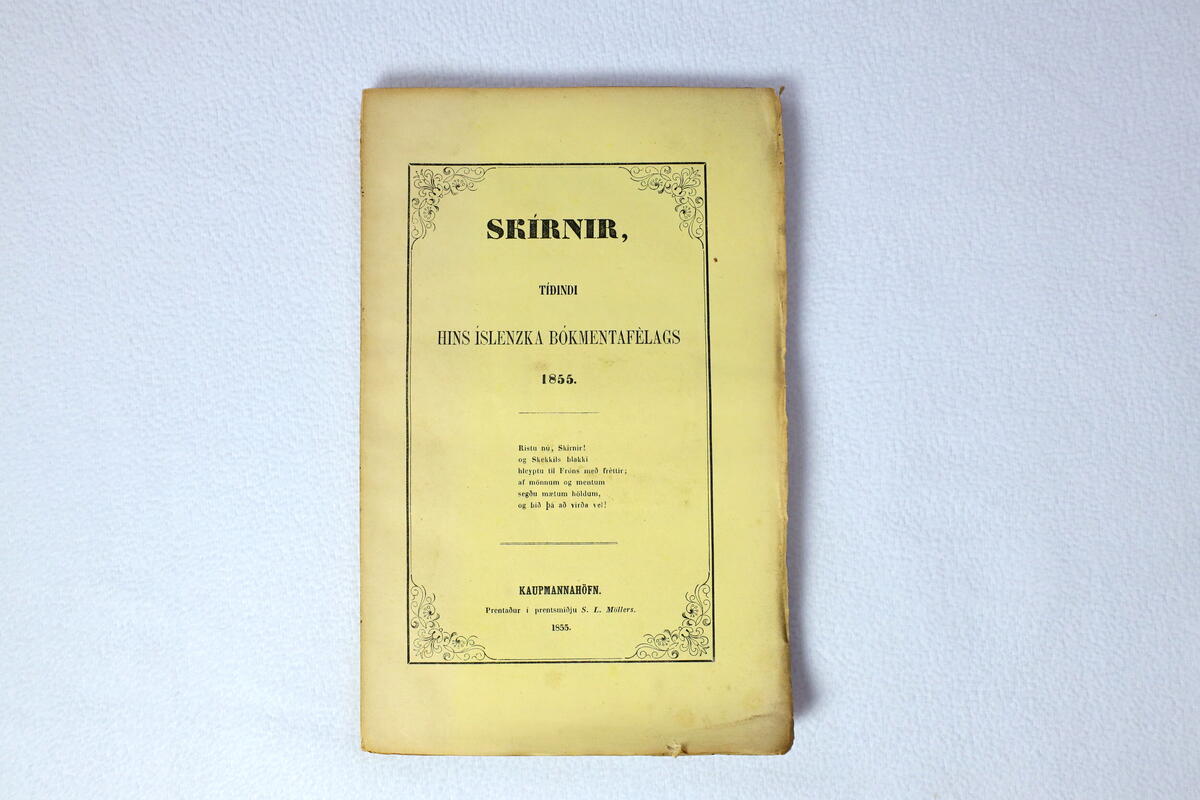 SKÍRNIR,
TÍÐINDI
HINS ÍSLENZKA BÓKMENTAFÈLAGS
1855.
Ristu nú, Skírnir!
og Skekkils blakki
hleyptu til Fróns með frèttir;
af mönnum og mentum
segðu mætum höldum,
og bið þá að virða vel!
KAUPMANNAHÖFN.
Prentaður í prentsmiðju S. L. Möllers.
1855.